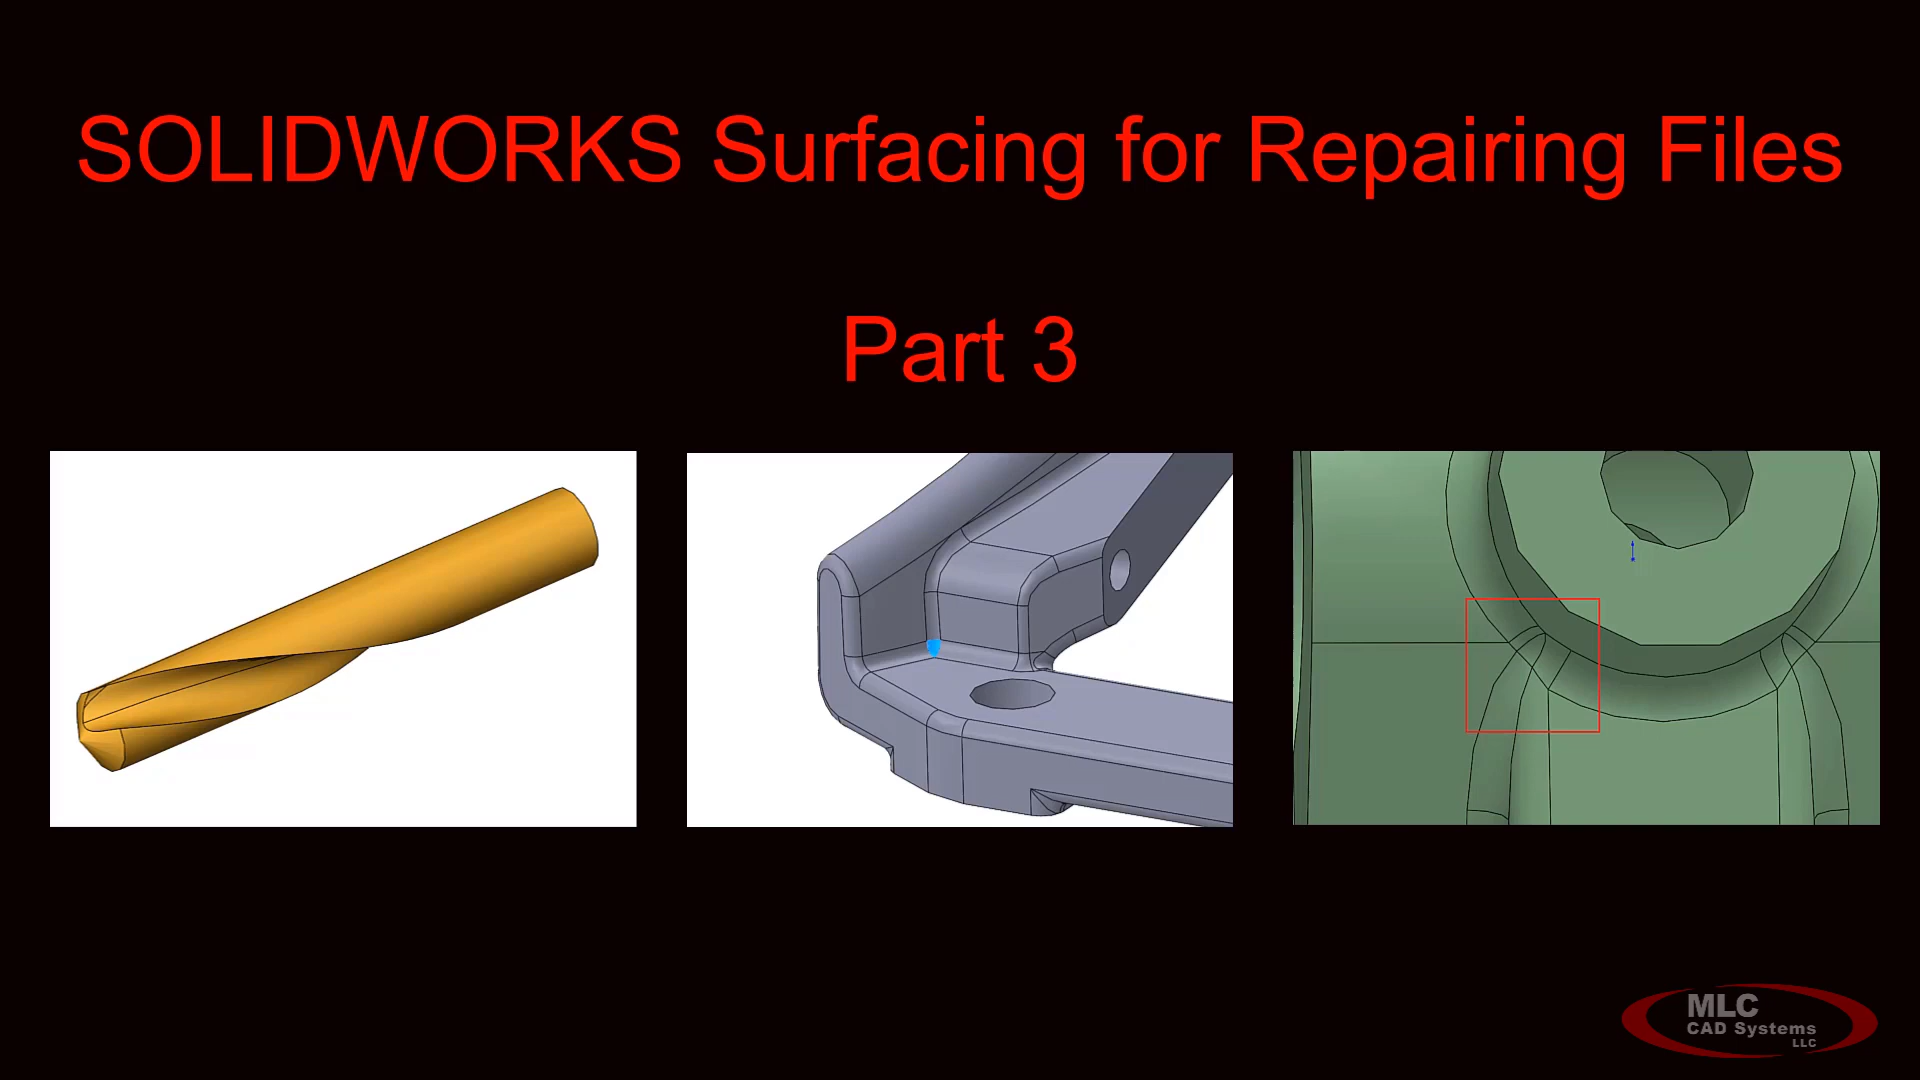 SOLIDWORKS Surfacing for Repairing Files
Part 3
MLC
CAD Systems
LLC